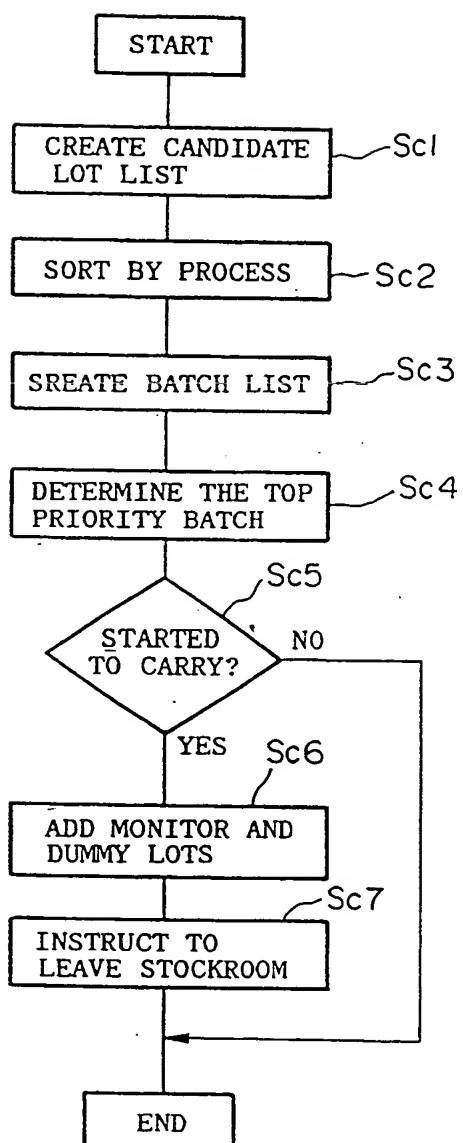 START
CREATE CANDIDATE
LOT LIST
Sc1
SORT BY PROCESS
Sc2
SREATE BATCH LIST
Sc3
DETERMINE THE TOP
PRIORITY BATCH
Sc4
Sc5
STARTED
TO CARRY?
NO
YES
Sc6
ADD MONITOR AND
DUMMY LOTS
Sc7
INSTRUCT TO
LEAVE STOCKROOM
END